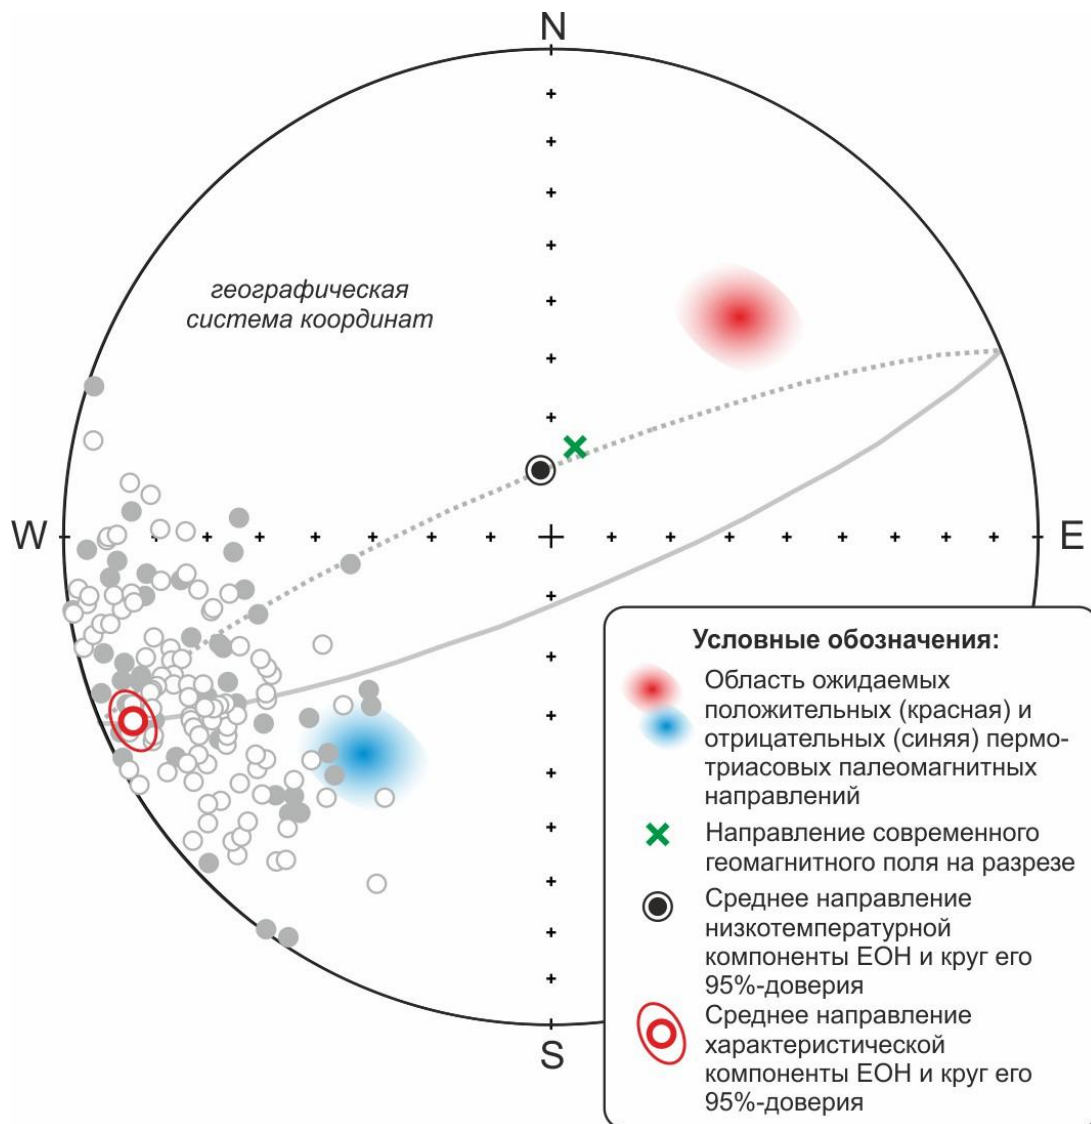 N
географическая
система координат
W
E
S
Условные обозначения:
Область ожидаемых
положительных (красная) и
отрицательных (синяя) пермо-
триасовых палеомагнитных
направлений
Направление современного
геомагнитного поля на разрезе
Среднее направление
низкотемпературной
компоненты ЕОН и круг его
95%-доверия
Среднее направление
характеристической
компоненты ЕОН и круг его
95%-доверия